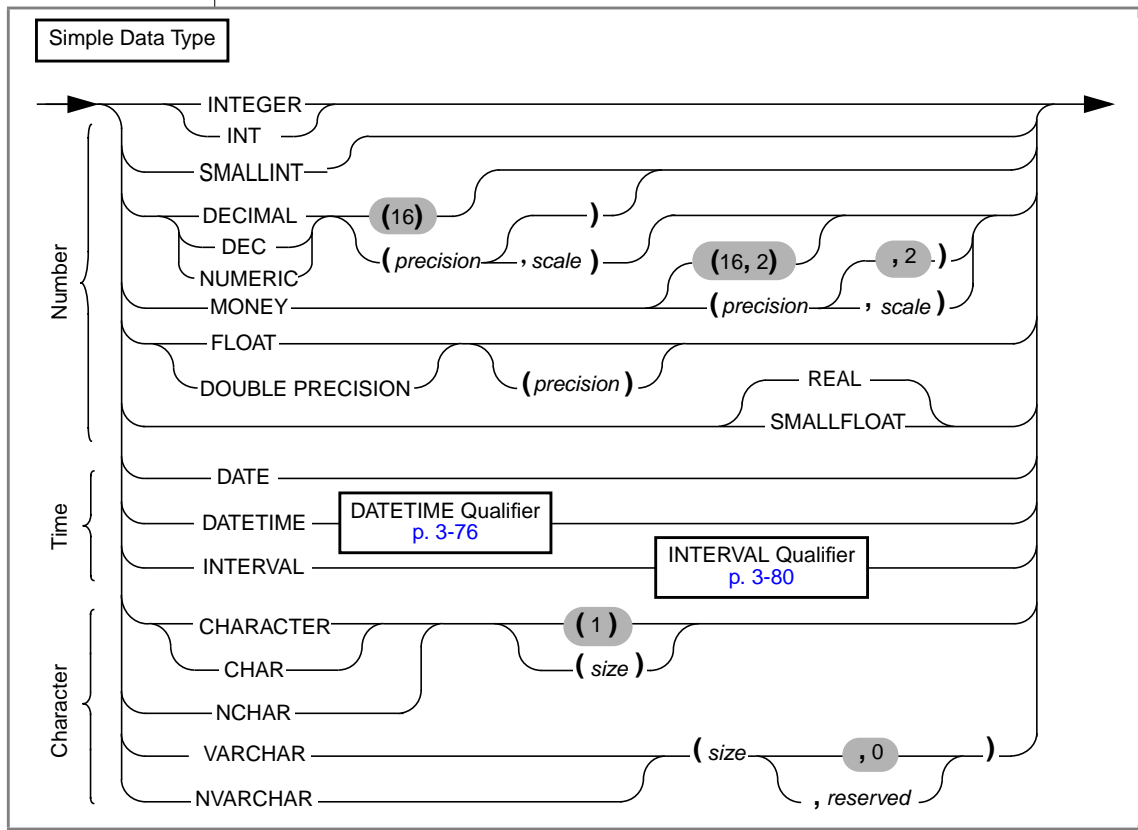 Simple Data Type
Number
INTEGER
INT
SMALLINT
DECIMAL (16) )
DEC
(precision , scale) (16, 2) , 2 )
NUMERIC
MONEY (precision , scale)
FLOAT
DOUBLE PRECISION (precision)
REAL
SMALLFLOAT
Time
DATE
DATETIME DATETIME Qualifier
p. 3-76
INTERVAL INTERVAL Qualifier
p. 3-80
Character
CHARACTER (1)
CHAR (size)
NCHAR
VARCHAR (size , 0 )
NVARCHAR , reserved